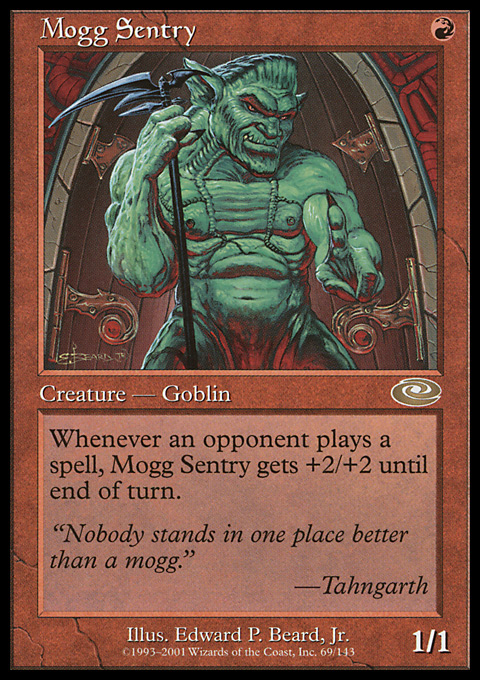 Mogg Sentry
E. BEARD JR
Creature — Goblin
Whenever an opponent plays a
spell, Mogg Sentry gets +2/+2 until
end of turn.
“Nobody stands in one place better
than a mogg.”
—Tahngarth
Illus. Edward P. Beard, Jr.
©1993–2001 Wizards of the Coast, Inc. 69/143
1/1